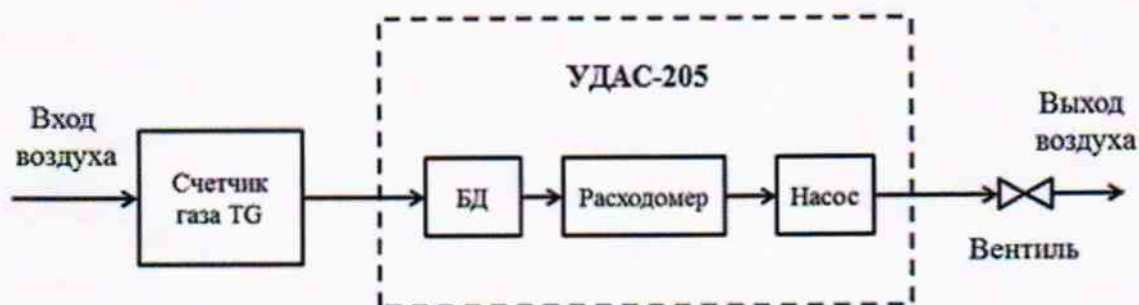 УДАС-205
Вход
воздуха
Счетчик
газа TG
БД
Расходомер
Насос
Выход
воздуха
Вентиль